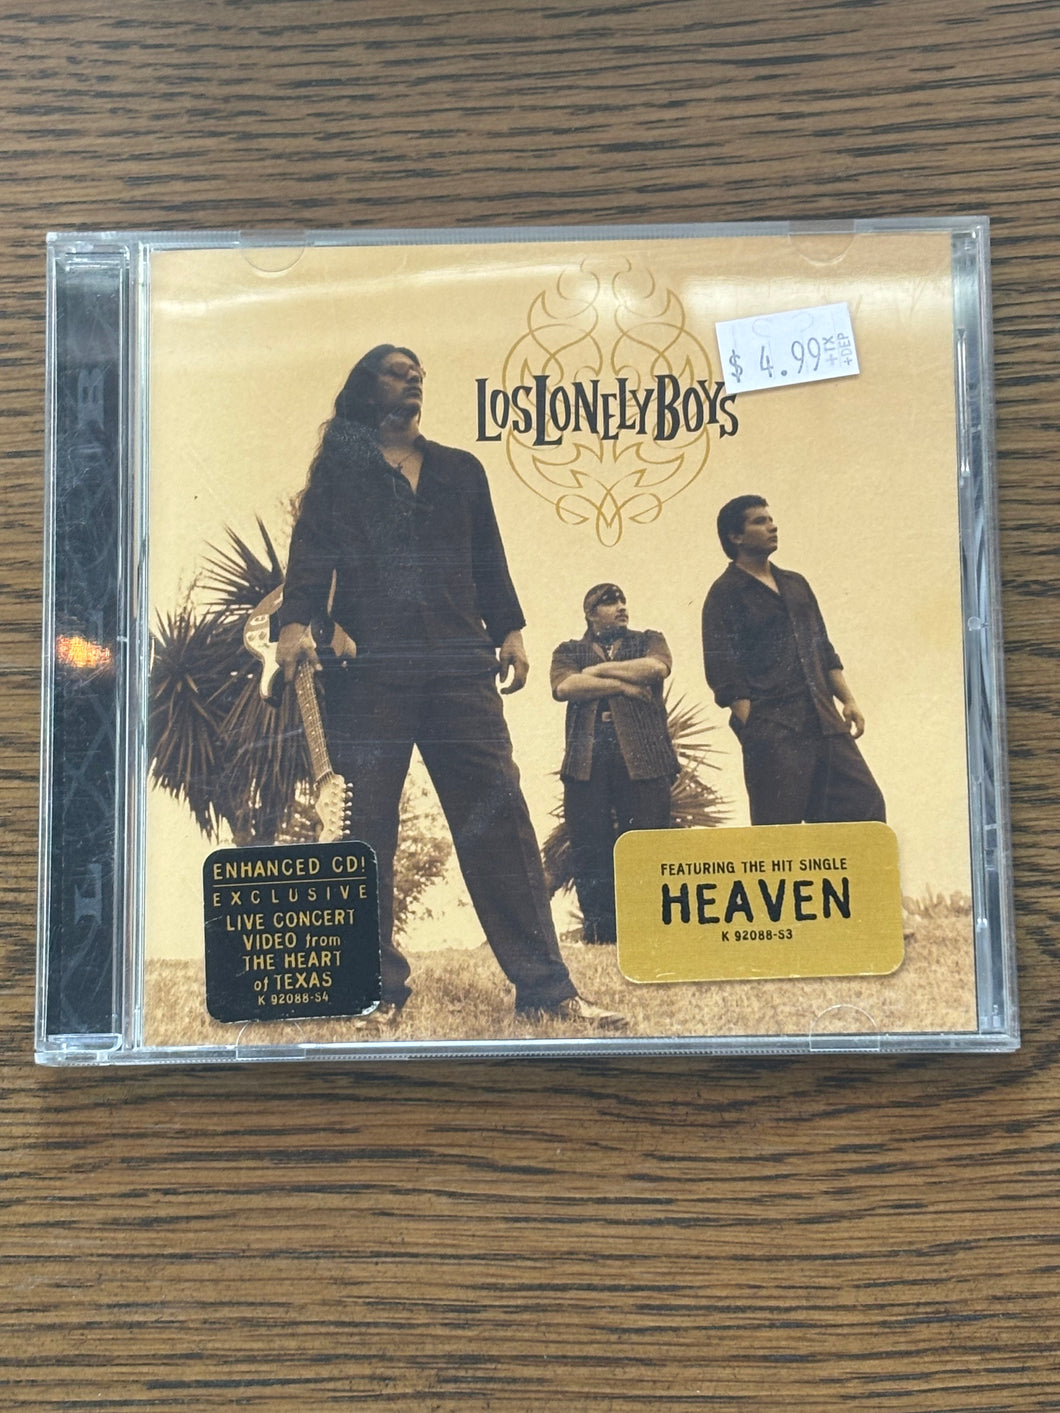 $ 4.99 +TX
+DEP
LOSLONELYBOYS
ENHANCED CD!
EXCLUSIVE
LIVE CONCERT
VIDEO from
THE HEART
of TEXAS
K 92088-S4
FEATURING THE HIT SINGLE
HEAVEN
K 92088-S3